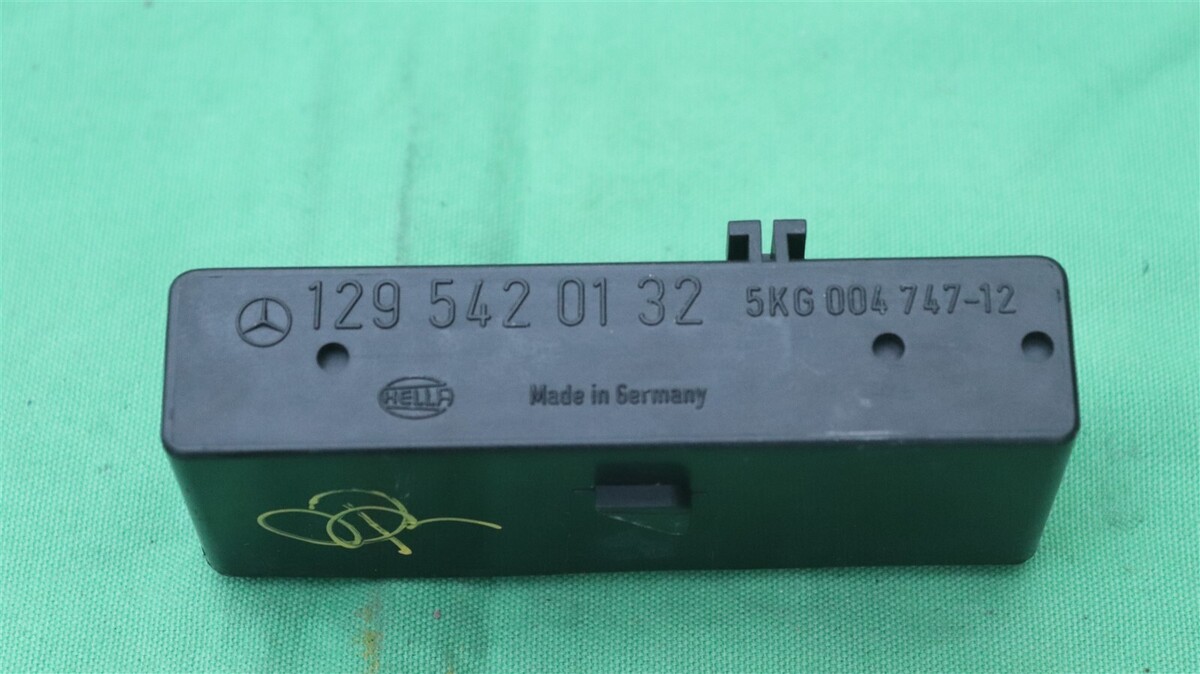 129 542 01 32 5KG 004 747-12
HELLA Made in Germany